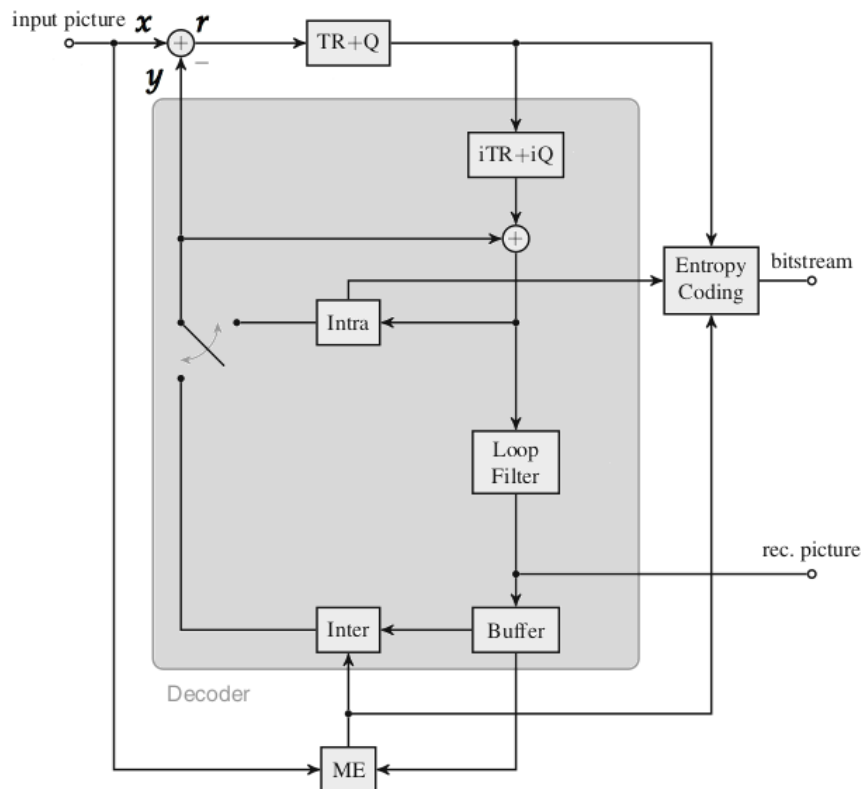 input picture
x
r
TR+Q
−
y
iTR+iQ
+
+
Entropy
Coding
bitstream
Intra
Loop
Filter
rec. picture
Inter
Buffer
Decoder
ME